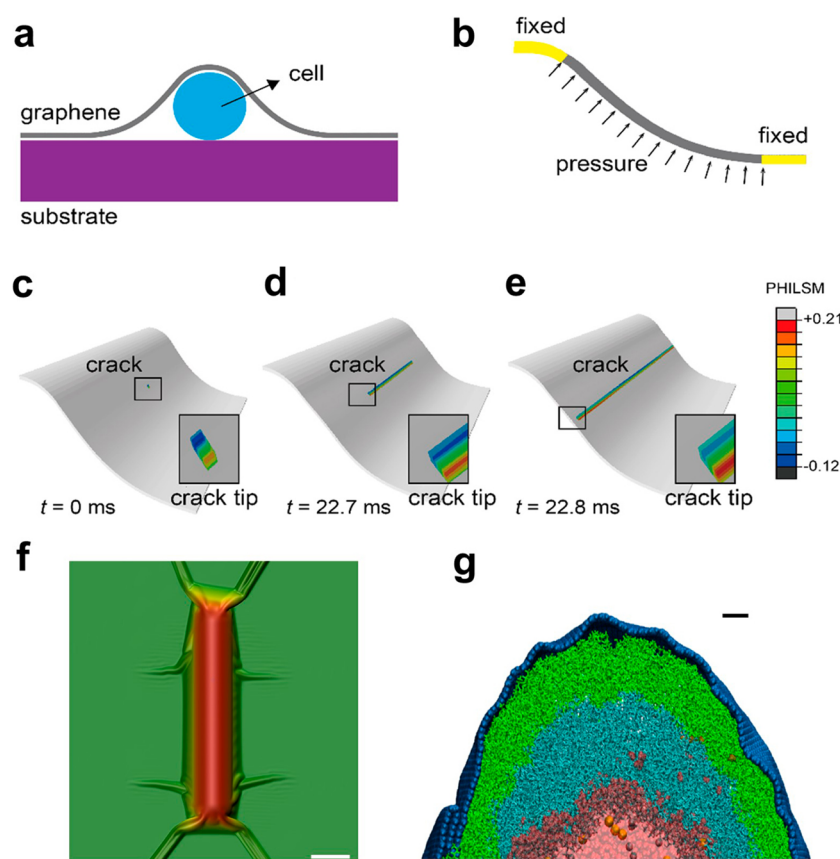 a
cell
graphene
substrate
b
fixed
fixed
pressure
c
crack
crack tip
t = 0 ms
d
crack
crack tip
t = 22.7 ms
e
crack
crack tip
t = 22.8 ms
PHILSM
+0.21
-0.12
f
g